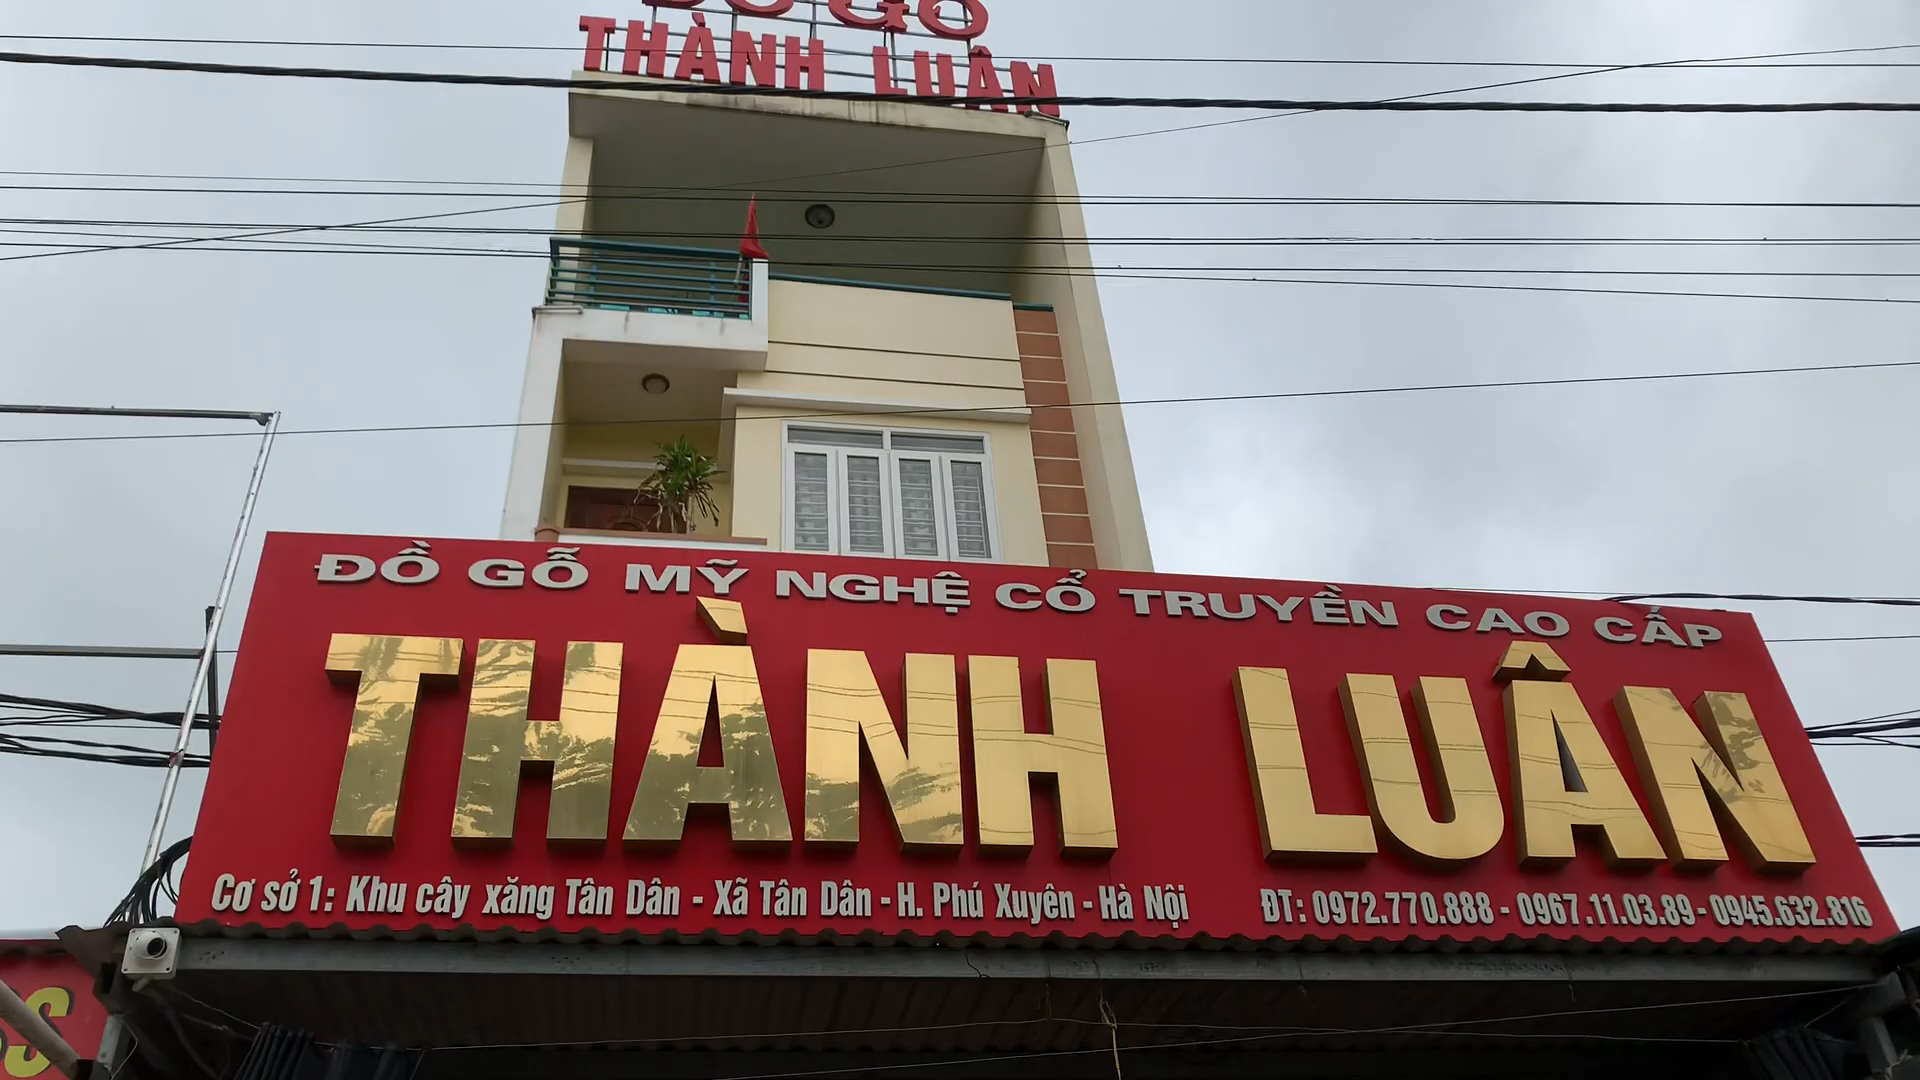 ĐỒ GỖ
THÀNH LUÂN
ĐỒ GỖ MỸ NGHỆ CỔ TRUYỀN CAO CẤP
THÀNH LUÂN
Cơ sở 1: Khu cây xăng Tân Dân - Xã Tân Dân - H. Phú Xuyên - Hà Nội
ĐT: 0972.770.888 - 0967.11.03.89 - 0945.632.816